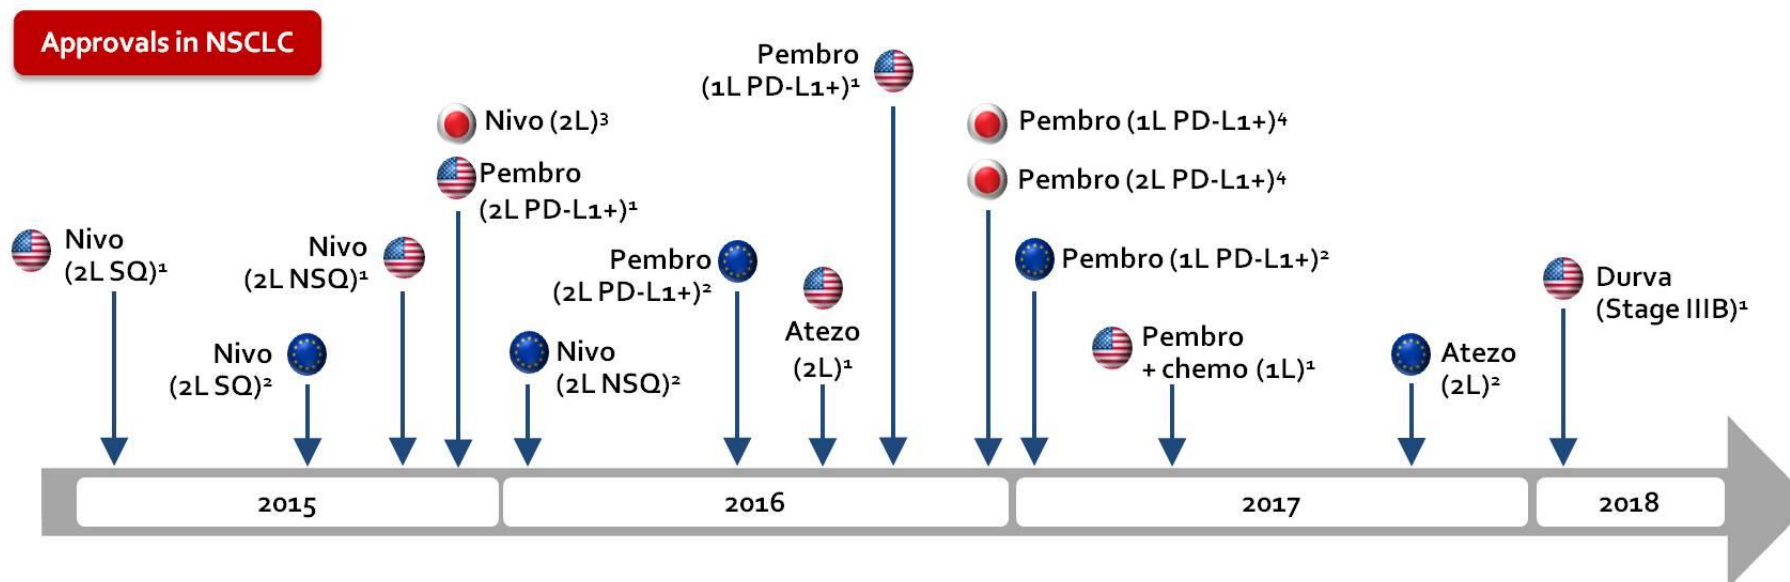 Approvals in NSCLC
Pembro
(1L PD-L1+)¹
Nivo (2L)³
Pembro
(2L PD-L1+)¹
Pembro (1L PD-L1+)⁴
Pembro (2L PD-L1+)⁴
Nivo
(2L SQ)¹
Nivo
(2L NSQ)¹
Pembro
(2L PD-L1+)²
Pembro (1L PD-L1+)²
Durva
(Stage IIIB)¹
Nivo
(2L SQ)²
Nivo
(2L NSQ)²
Atezo
(2L)¹
Pembro
+ chemo (1L)¹
Atezo
(2L)²
2015
2016
2017
2018